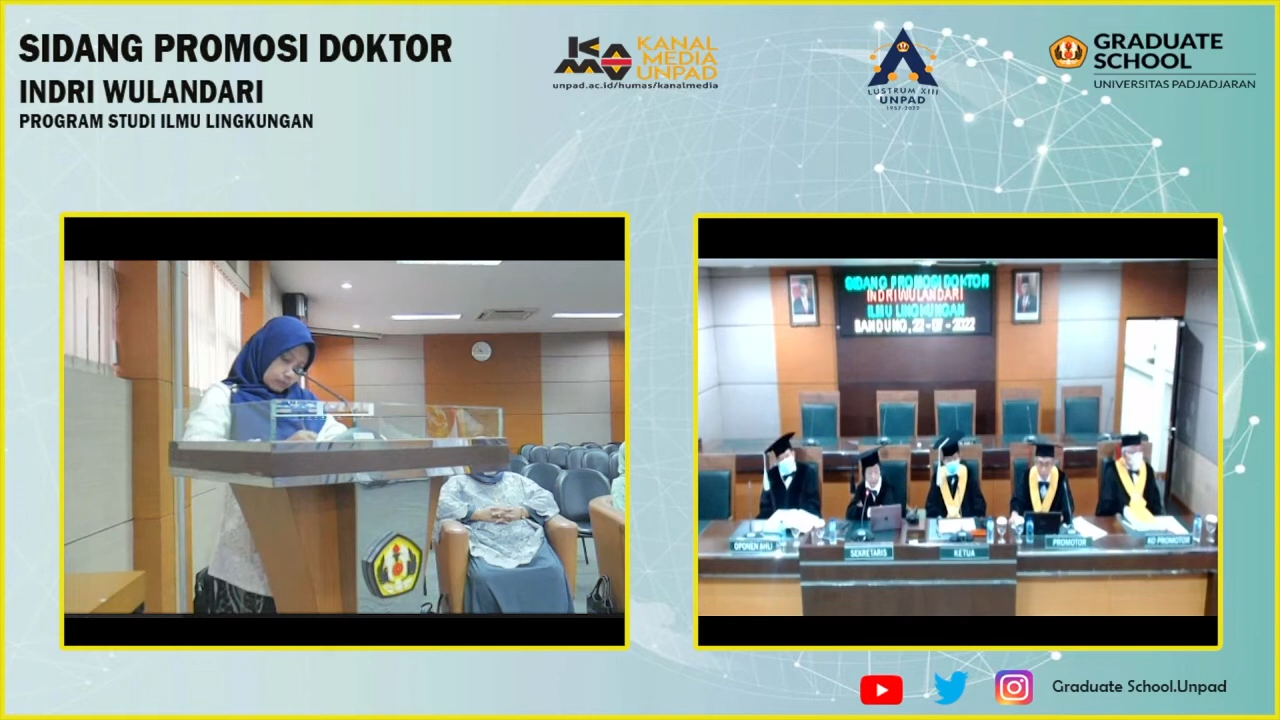 SIDANG PROMOSI DOKTOR
INDRI WULANDARI
PROGRAM STUDI ILMU LINGKUNGAN
KANAL
MEDIA
UNPAD
unpad.ac.id/humas/kanalmedia
LUSTRUM XIII
UNPAD
1957-2022
GRADUATE
SCHOOL
UNIVERSITAS PADJADJARAN
SIDANG PROMOSI DOKTOR
INDRI WULANDARI
ILMU LINGKUNGAN
BANDUNG, 22 - 07 - 2022
OPONEN AHLI
SEKRETARIS
KETUA
PROMOTOR
KO PROMOTOR
Graduate School.Unpad